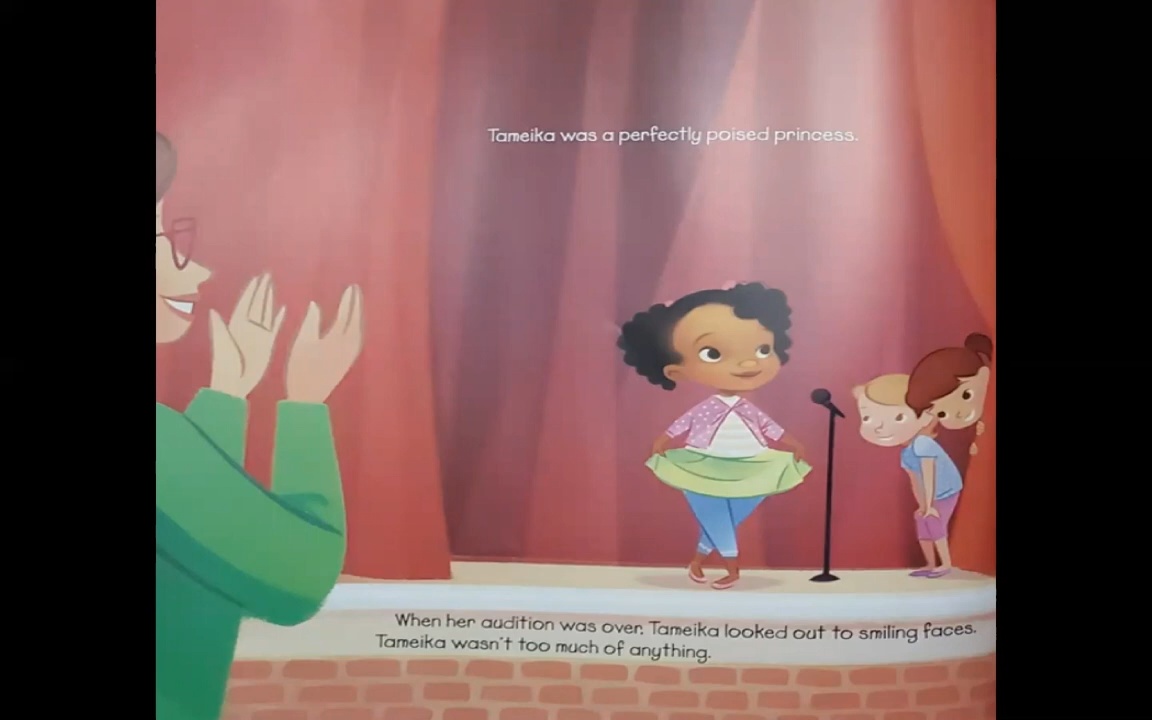 Tameika was a perfectly poised princess.
When her audition was over, Tameika looked out to smiling faces.
Tameika wasn't too much of anything.